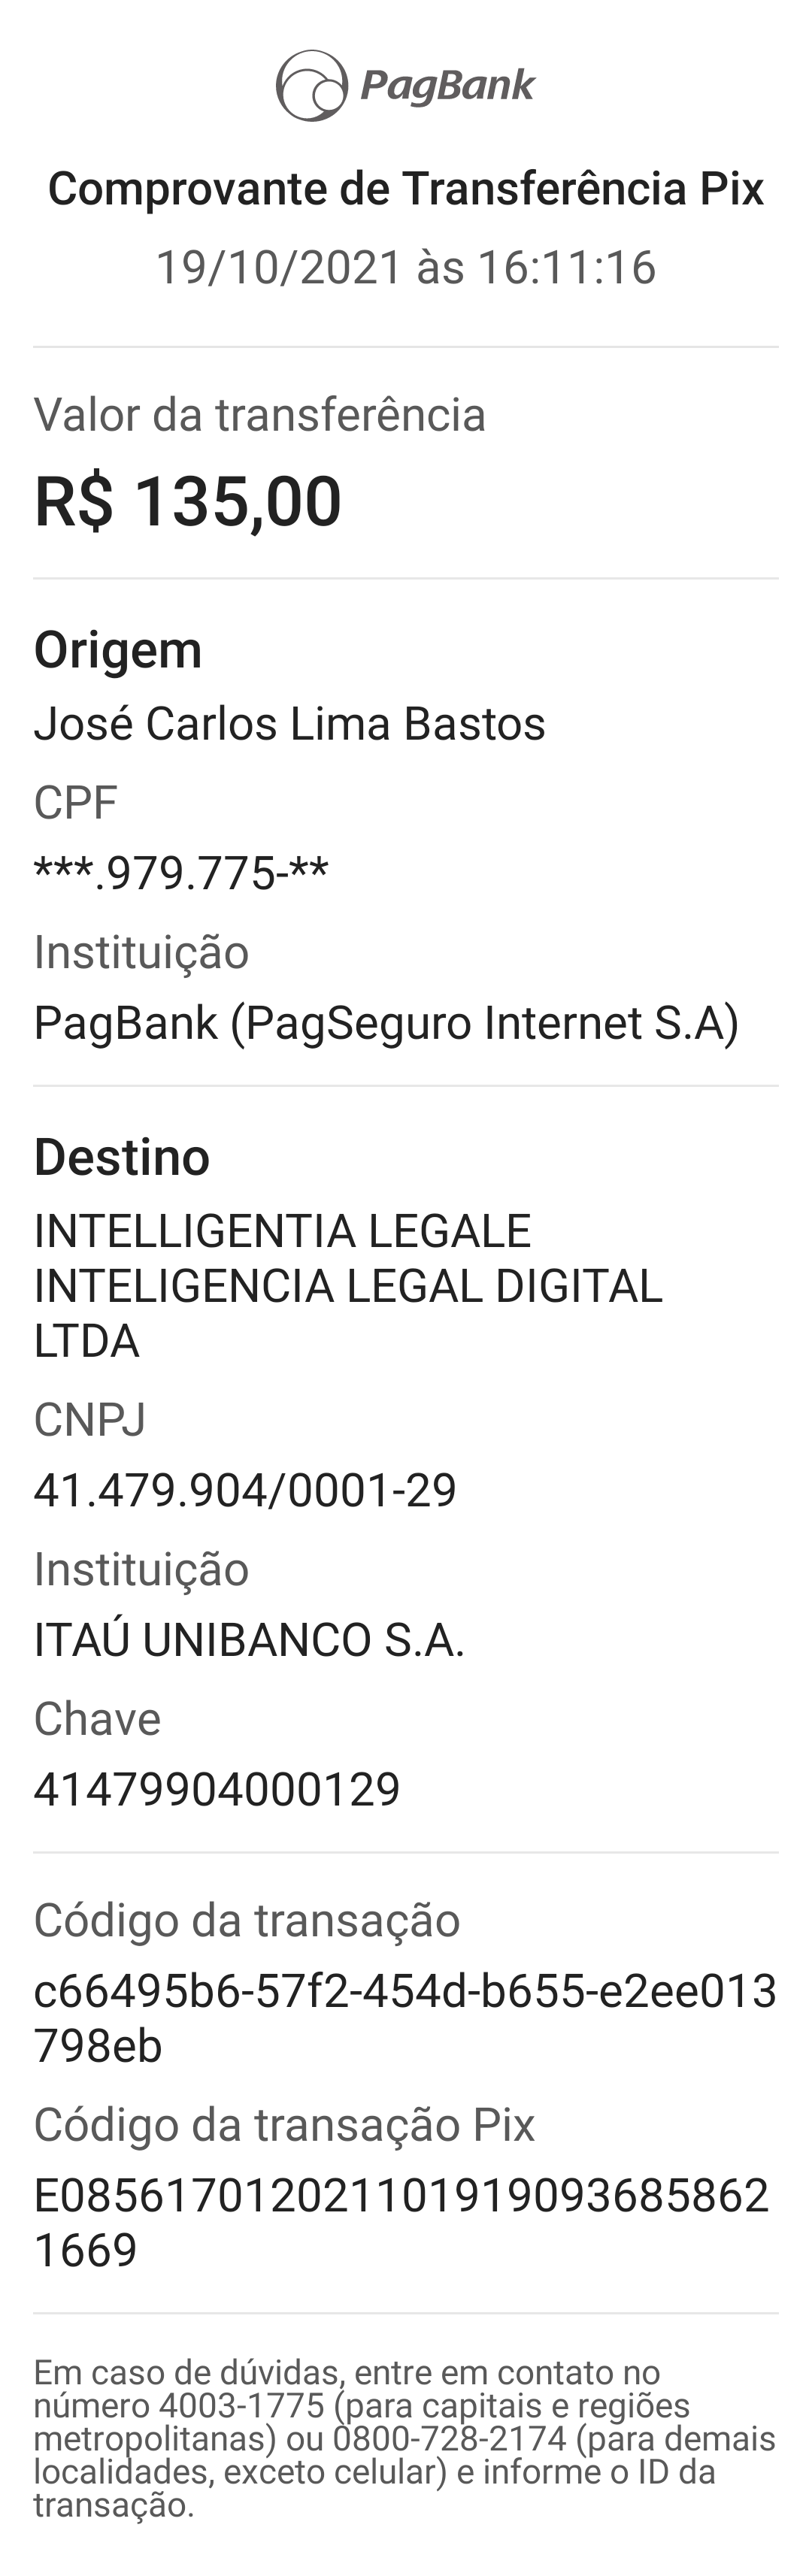 PagBank
Comprovante de Transferência Pix
19/10/2021 às 16:11:16
Valor da transferência
R$ 135,00
Origem
José Carlos Lima Bastos
CPF
***.979.775-**
Instituição
PagBank (PagSeguro Internet S.A)
Destino
INTELLIGENTIA LEGALE
INTELIGENCIA LEGAL DIGITAL
LTDA
CNPJ
41.479.904/0001-29
Instituição
ITAÚ UNIBANCO S.A.
Chave
41479904000129
Código da transação
c66495b6-57f2-454d-b655-e2ee013
798eb
Código da transação Pix
E0856170120211019190936858​62
1669
Em caso de dúvidas, entre em contato no
número 4003-1775 (para capitais e regiões
metropolitanas) ou 0800-728-2174 (para demais
localidades, exceto celular) e informe o ID da
transação.